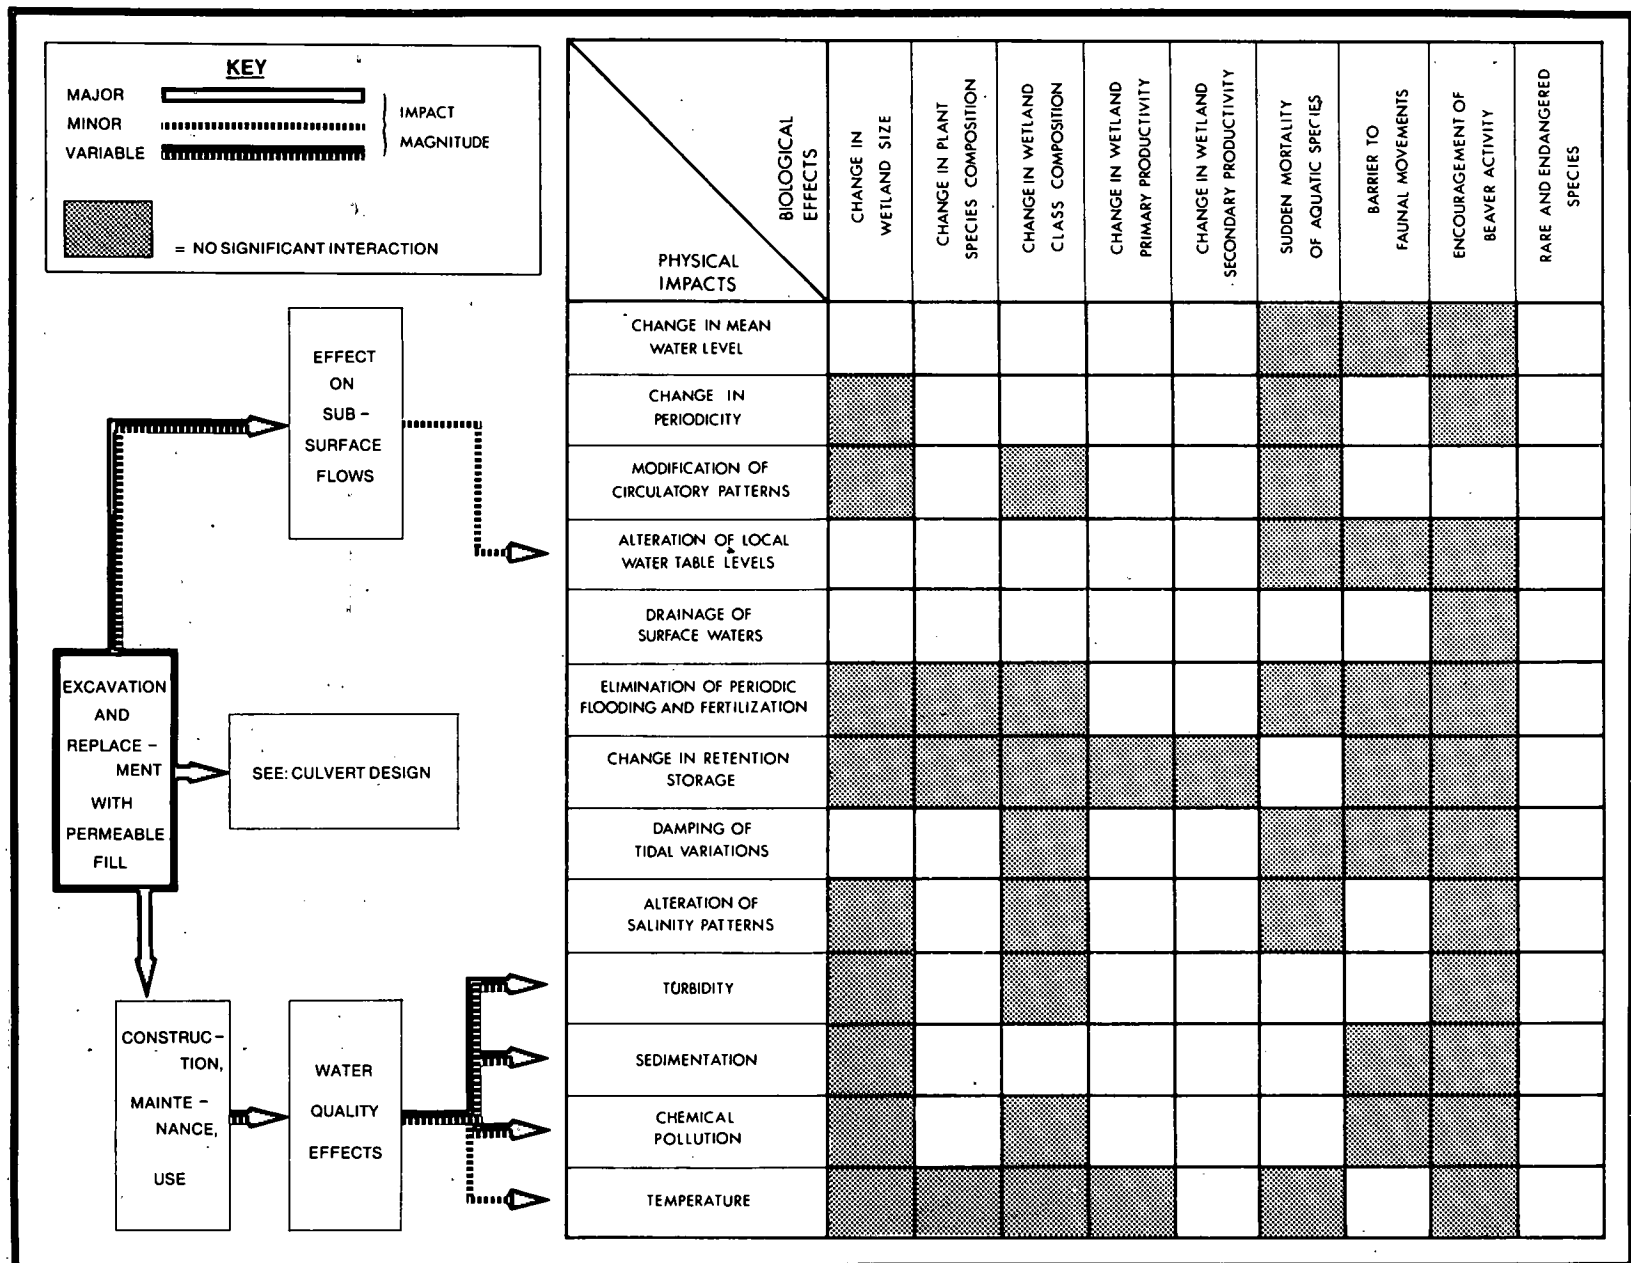 KEY
MAJOR
MINOR
VARIABLE
IMPACT
MAGNITUDE
= NO SIGNIFICANT INTERACTION
EFFECT
ON
SUB –
SURFACE
FLOWS
EXCAVATION
AND
REPLACE –
MENT
WITH
PERMEABLE
FILL
SEE: CULVERT DESIGN
CONSTRUC –
TION,
MAINTE –
NANCE,
USE
WATER
QUALITY
EFFECTS
BIOLOGICAL
EFFECTS
PHYSICAL
IMPACTS
CHANGE IN
WETLAND SIZE
CHANGE IN PLANT
SPECIES COMPOSITION
CHANGE IN WETLAND
CLASS COMPOSITION
CHANGE IN WETLAND
PRIMARY PRODUCTIVITY
CHANGE IN WETLAND
SECONDARY PRODUCTIVITY
SUDDEN MORTALITY
OF AQUATIC SPECIES
BARRIER TO
FAUNAL MOVEMENTS
ENCOURAGEMENT OF
BEAVER ACTIVITY
RARE AND ENDANGERED
SPECIES
CHANGE IN MEAN
WATER LEVEL
CHANGE IN
PERIODICITY
MODIFICATION OF
CIRCULATORY PATTERNS
ALTERATION OF LOCAL
WATER TABLE LEVELS
DRAINAGE OF
SURFACE WATERS
ELIMINATION OF PERIODIC
FLOODING AND FERTILIZATION
CHANGE IN RETENTION
STORAGE
DAMPING OF
TIDAL VARIATIONS
ALTERATION OF
SALINITY PATTERNS
TURBIDITY
SEDIMENTATION
CHEMICAL
POLLUTION
TEMPERATURE